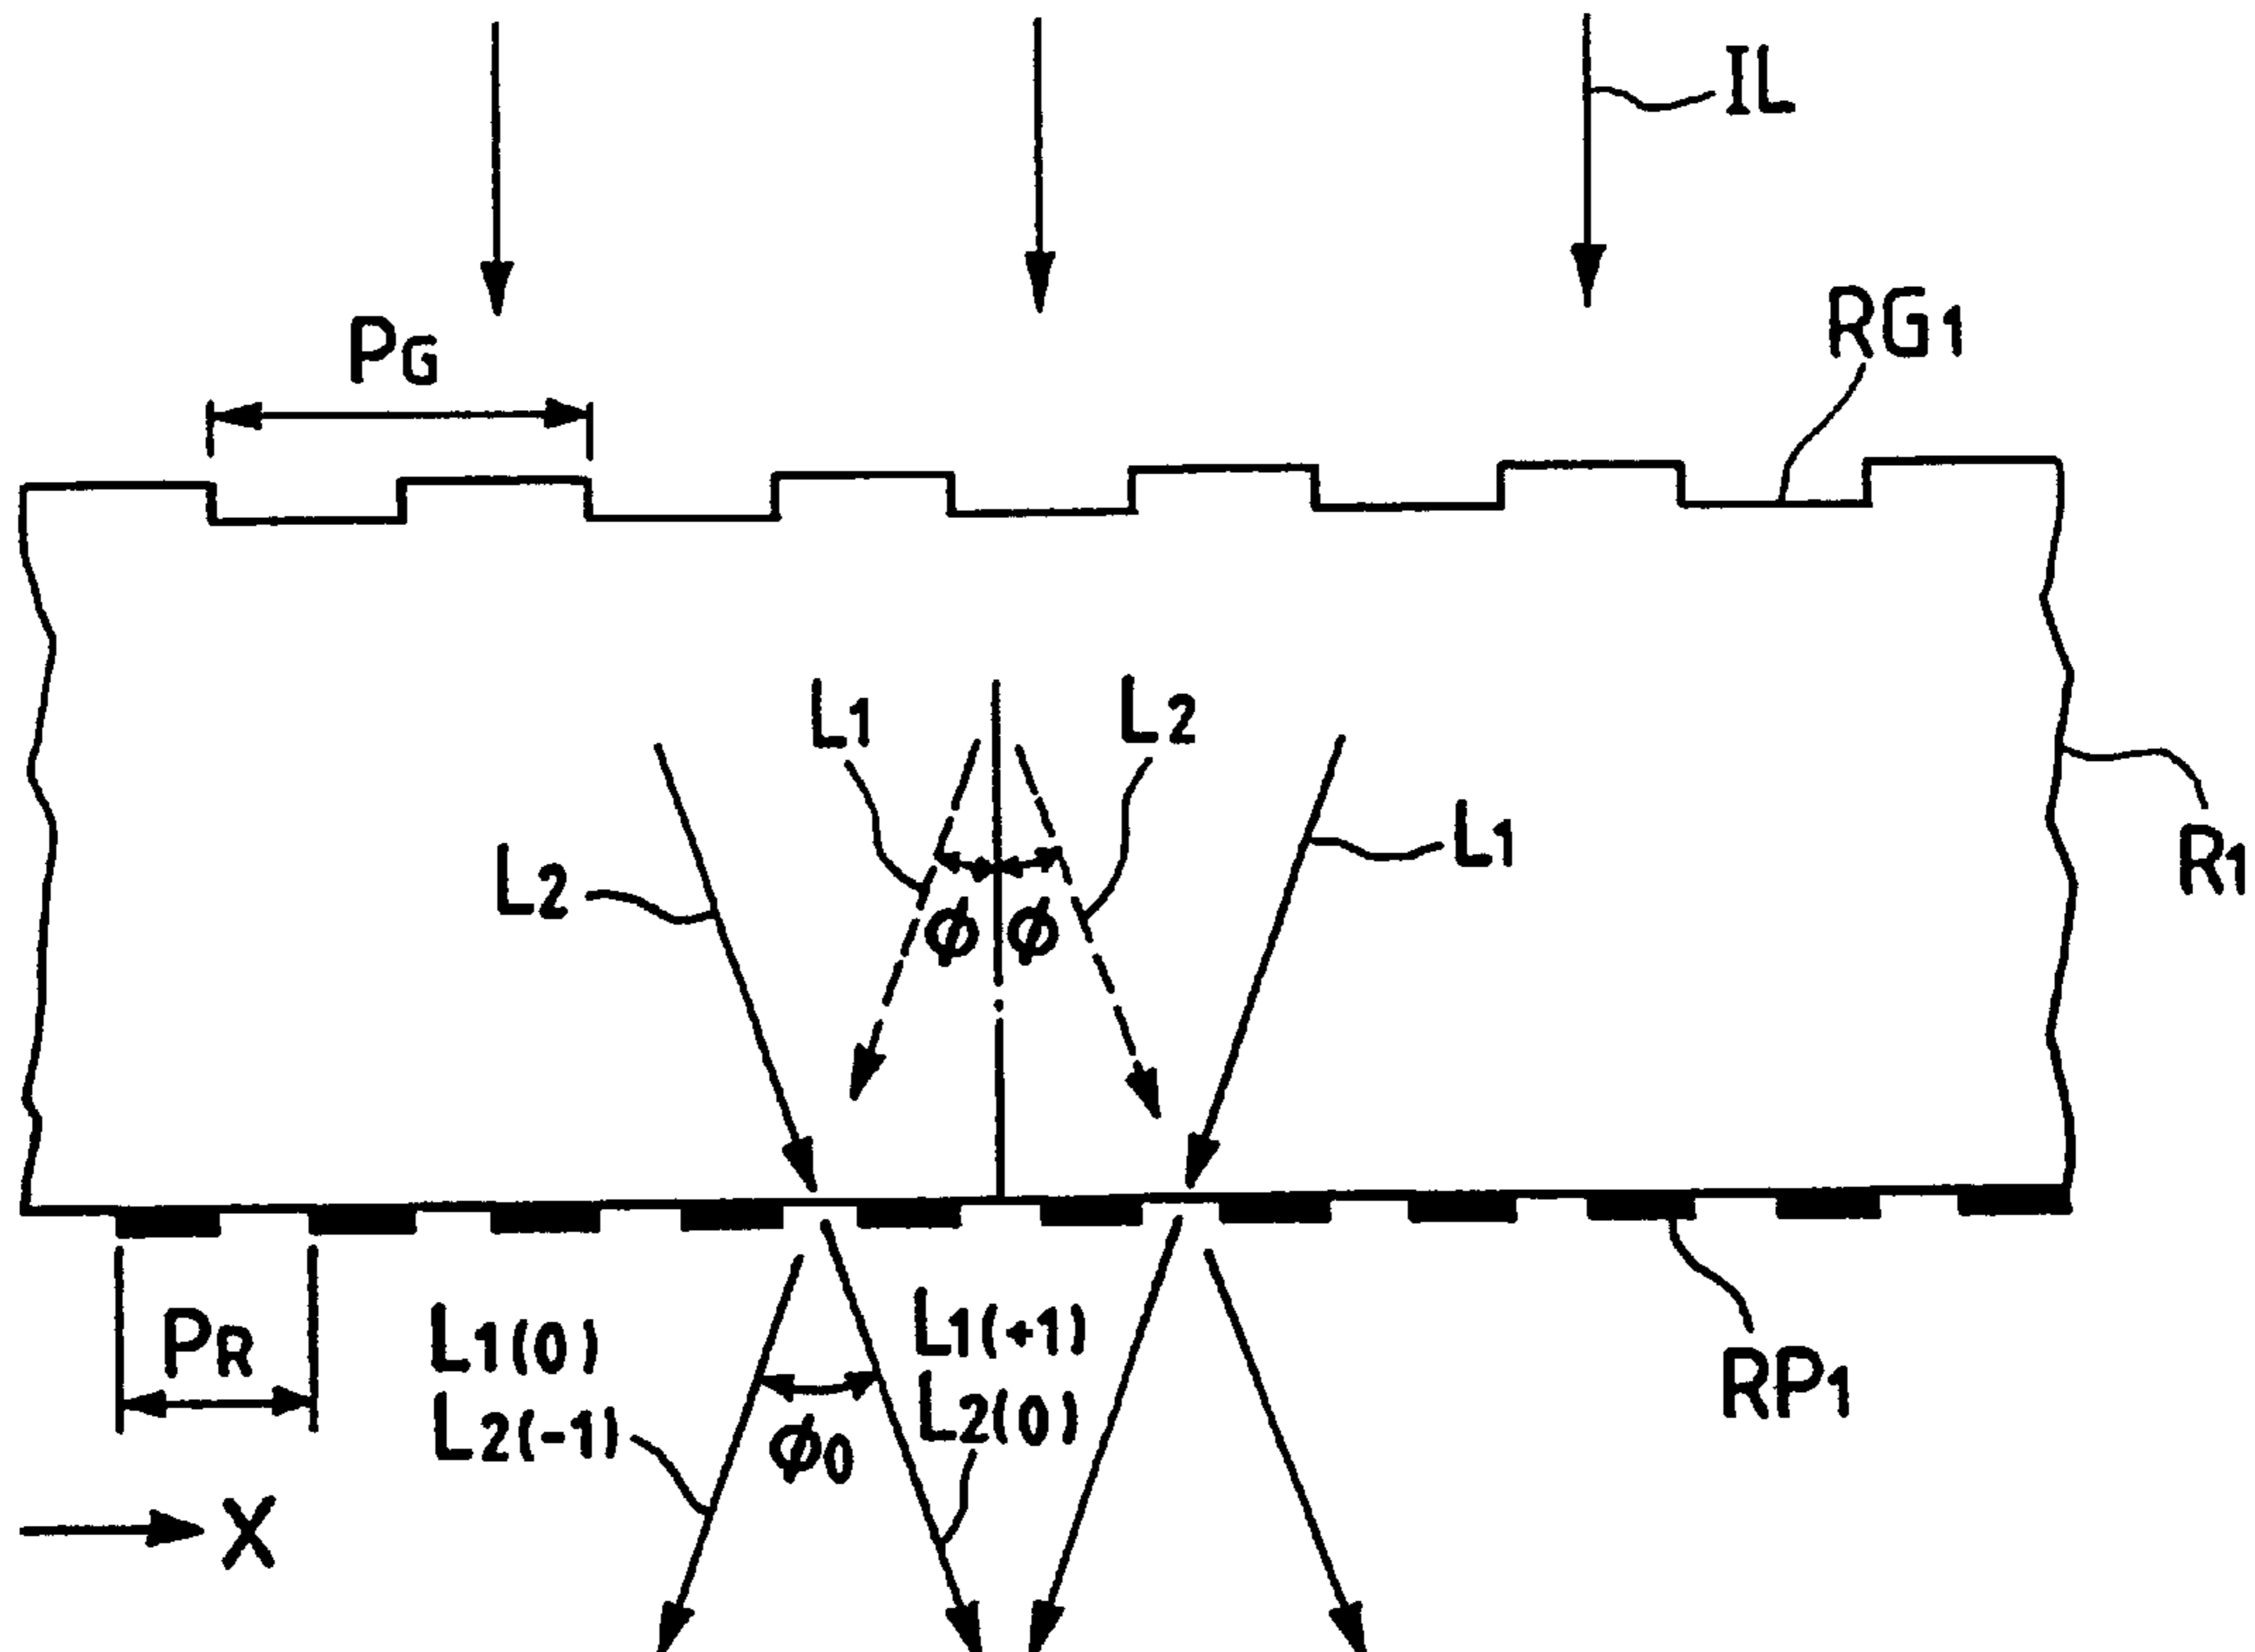 IL
PG
RG1
L1
L2
L2
L1
R1
ϕ ϕ
PR
L1(0)
L2(-1)
ϕ0
L1(+1)
L2(0)
RP1
X